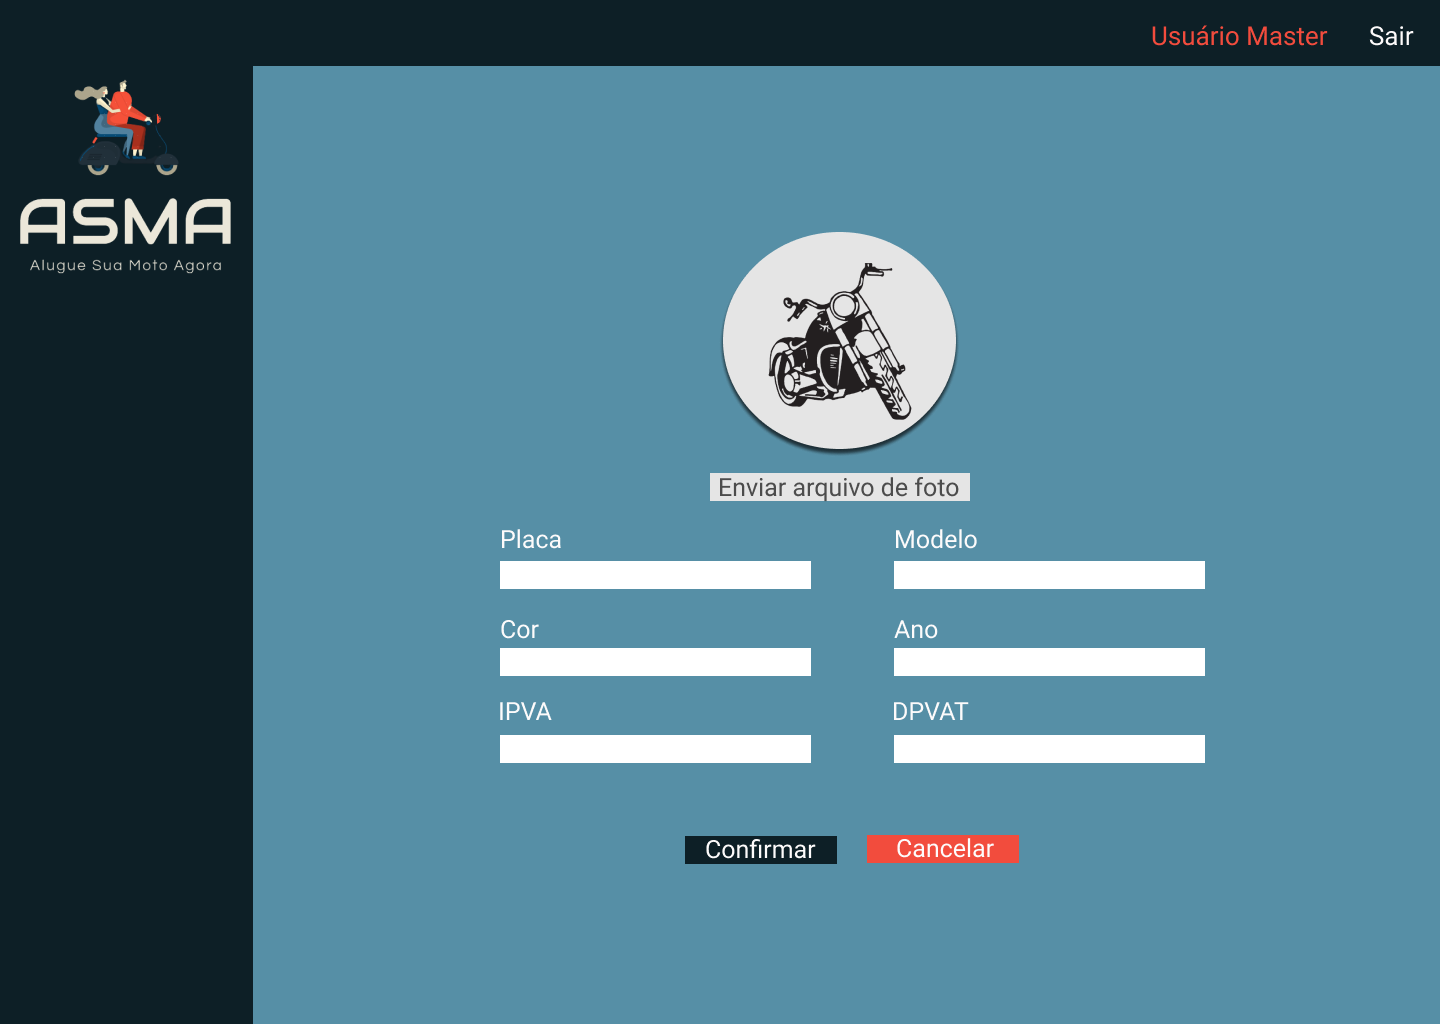 Usuário Master Sair
ASMA
Alugue Sua Moto Agora
Enviar arquivo de foto
Placa Modelo
Cor Ano
IPVA DPVAT
Confirmar Cancelar